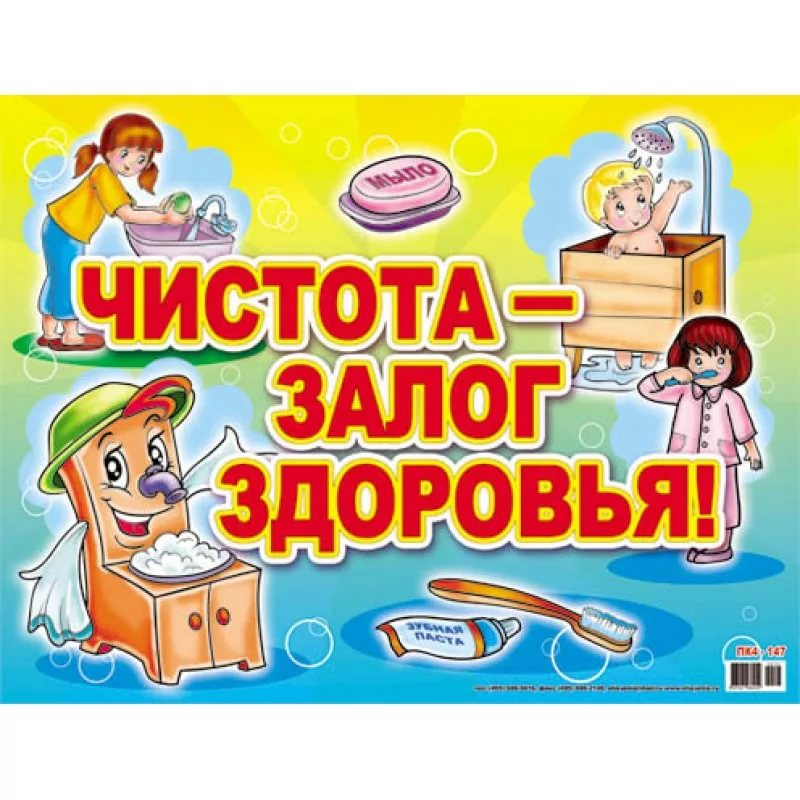 МЫЛО
ЧИСТОТА –
ЗАЛОГ
ЗДОРОВЬЯ!
ЗУБНАЯ
ПАСТА
ПК4 - 147